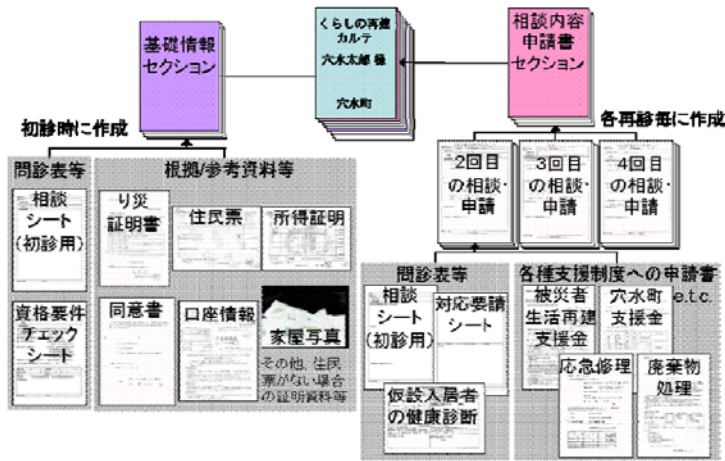 基礎情報
セクション
くらしの再建
カルテ
穴水太郎 様
穴水町
相談内容
申請書
セクション
初診時に作成
各再診毎に作成
問診表等
根拠/参考資料等
相談
シート
(初診用)
り災
証明書
住民票
所得証明
資格要件
チェック
シート
同意書
口座情報
家屋写真
その他、住民
票がない場合
の証明資料等
2回目
の相談・
申請
3回目
の相談・
申請
4回目
の相談・
申請
問診表等
各種支援制度への申請書
相談
シート
(初診用)
対応要請
シート
仮設入居者
の健康診断
被災者
生活再建
支援金
穴水町
支援金
e.t.c.
応急修理
廃棄物
処理